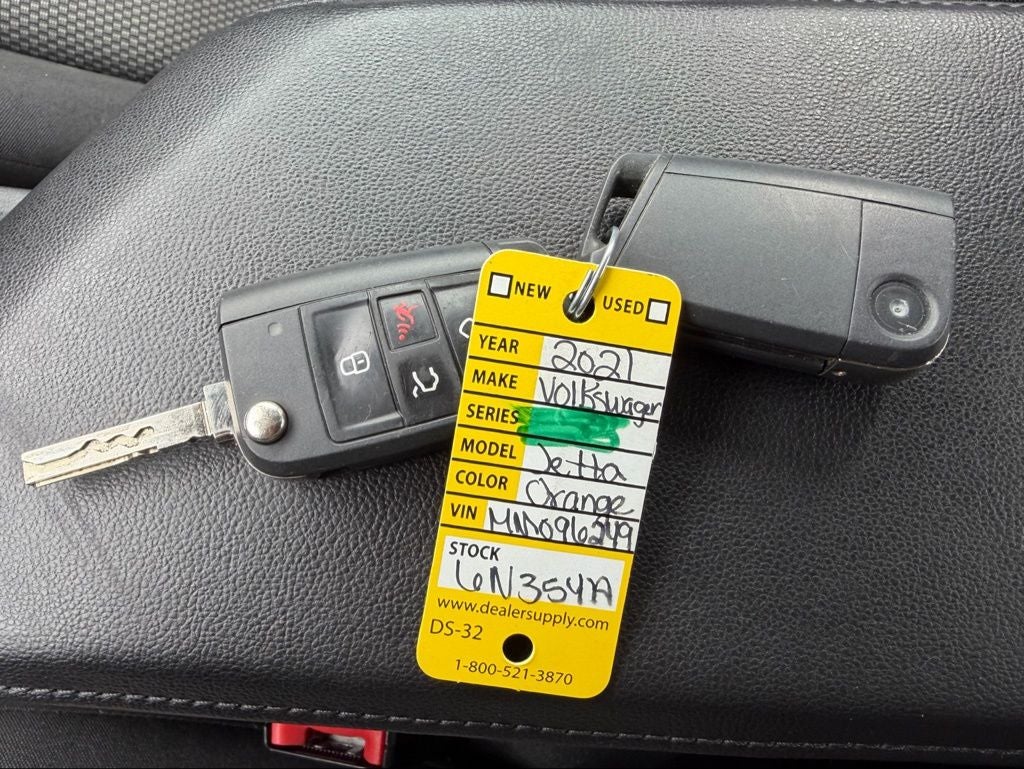 NEW USED
YEAR 2021
MAKE Volkswagen
SERIES
MODEL Jetta
COLOR Orange
VIN MM096249
STOCK
6N354A
www.dealersupply.com
DS-32
1-800-521-3870